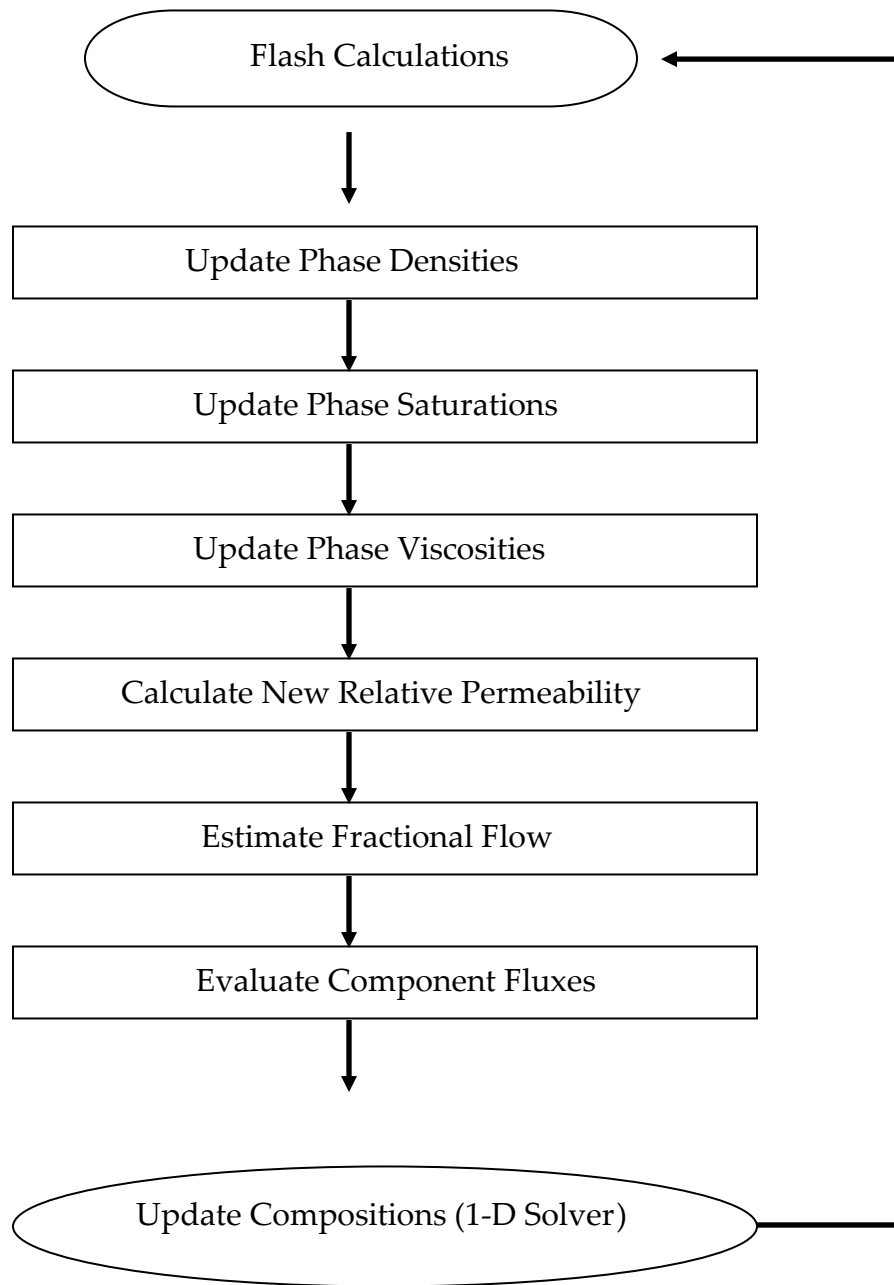 Flash Calculations
Update Phase Densities
Update Phase Saturations
Update Phase Viscosities
Calculate New Relative Permeability
Estimate Fractional Flow
Evaluate Component Fluxes
Update Compositions (1-D Solver)